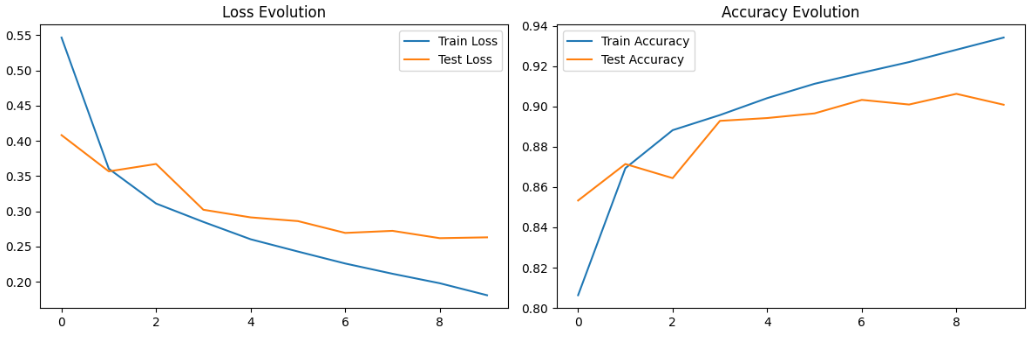 Loss Evolution
Train Loss
Test Loss
0.55
0.50
0.45
0.40
0.35
0.30
0.25
0.20
0 2 4 6 8
Accuracy Evolution
Train Accuracy
Test Accuracy
0.94
0.92
0.90
0.88
0.86
0.84
0.82
0.80
0 2 4 6 8